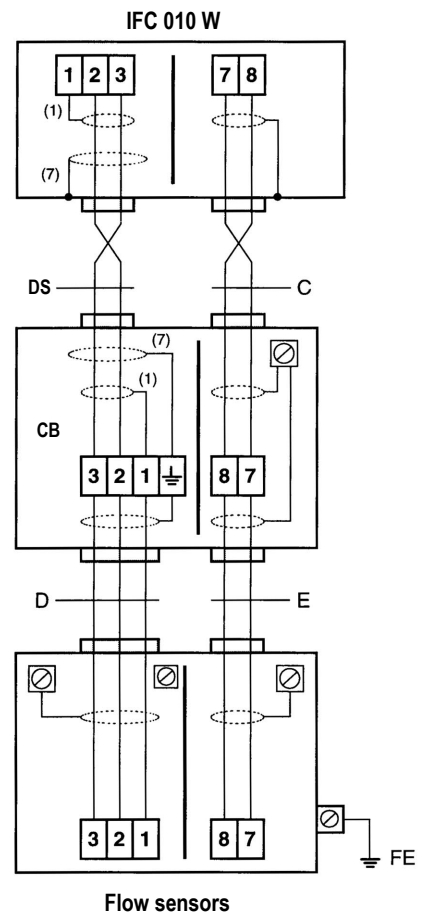 IFC 010 W
1 2 3 7 8
(1)
(7)
DS C
(7)
(1)
CB
3 2 1 8 7
D E
3 2 1 8 7
FE
Flow sensors